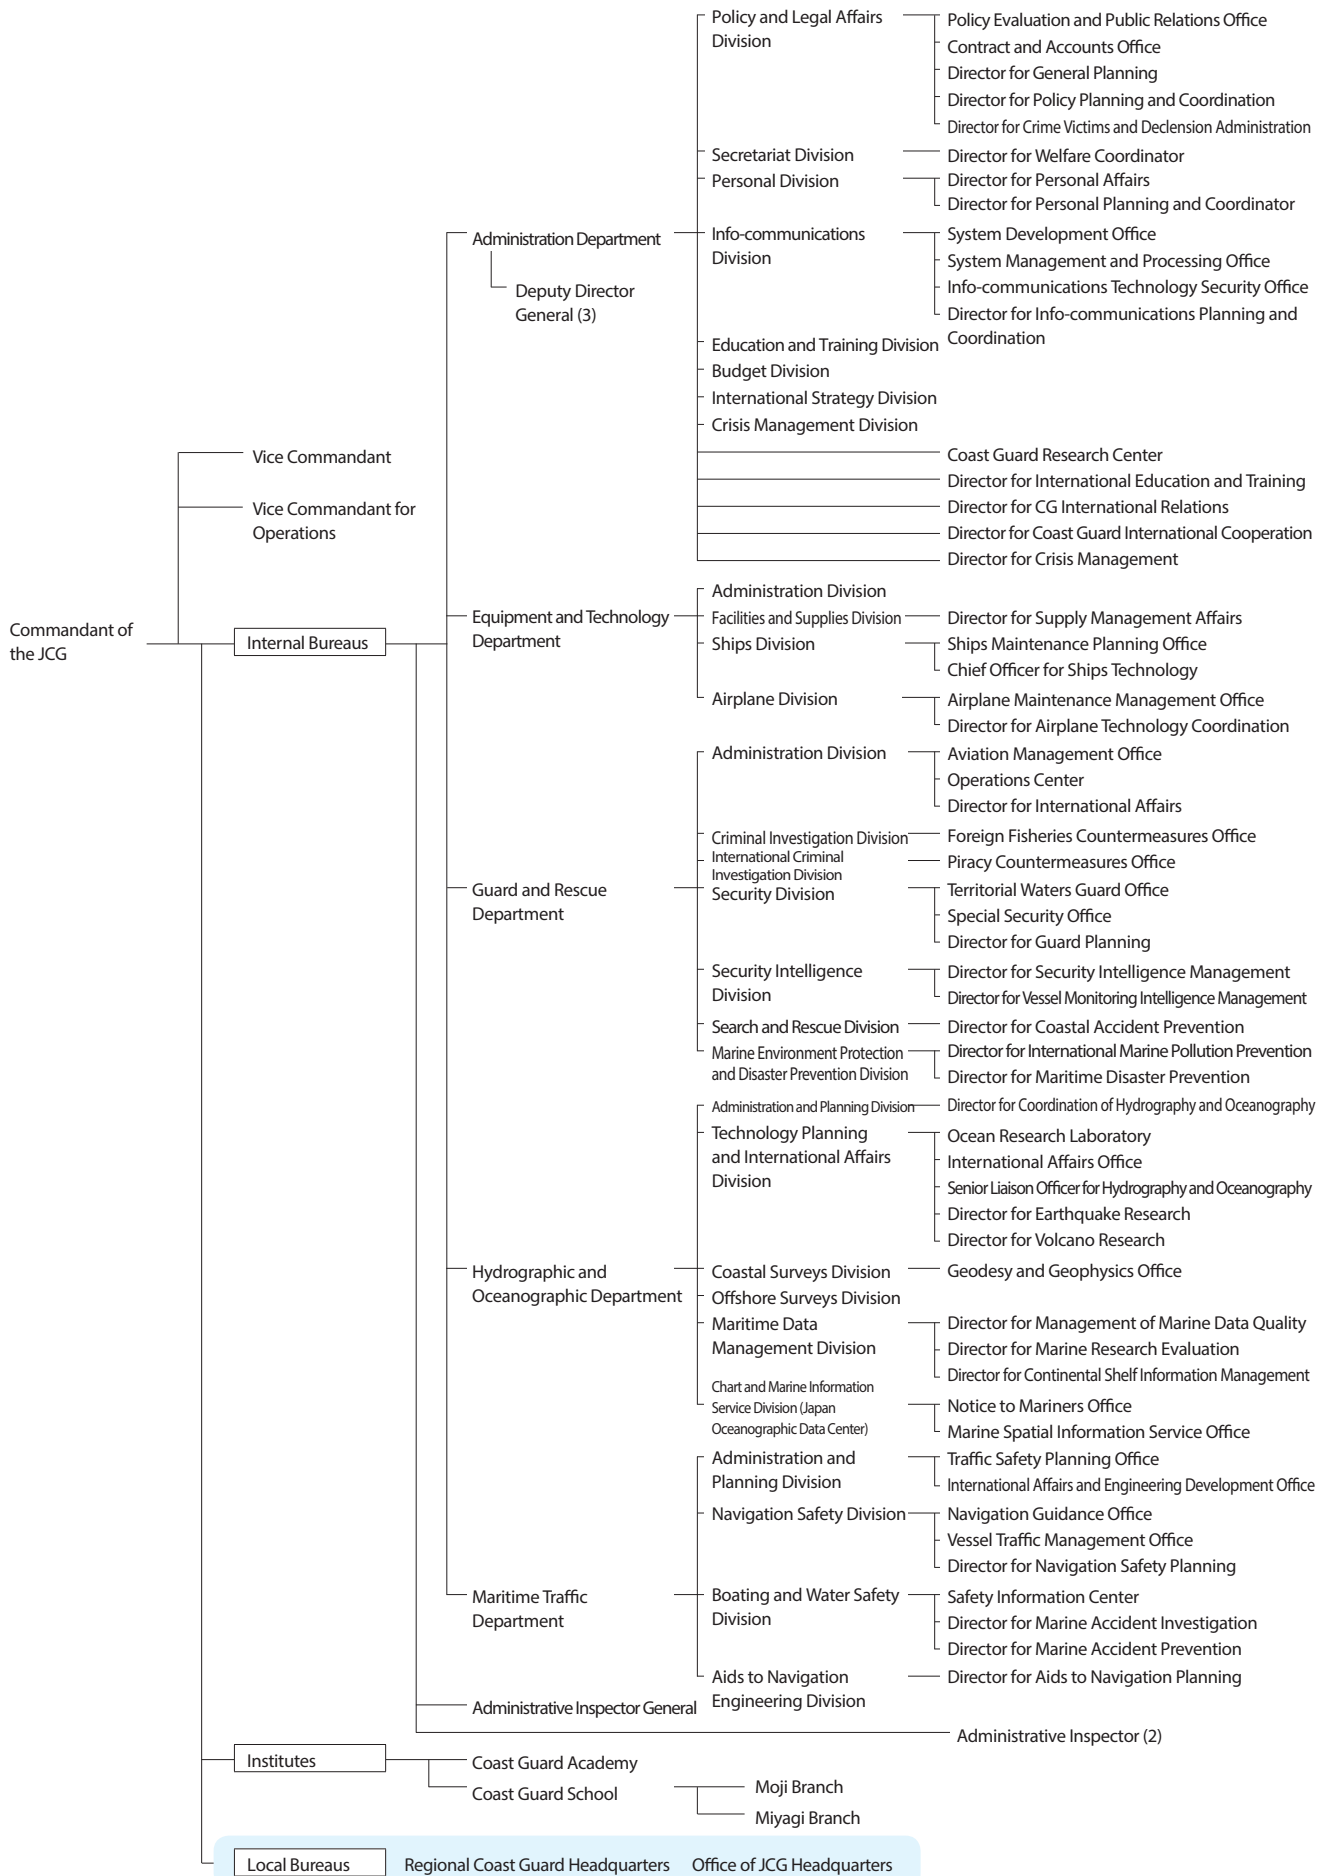 Commandant of
the JCG
Vice Commandant
Vice Commandant for
Operations
Internal Bureaus
Administration Department
Deputy Director
General (3)
Policy and Legal Affairs
Division
Policy Evaluation and Public Relations Office
Contract and Accounts Office
Director for General Planning
Director for Policy Planning and Coordination
Director for Crime Victims and Declension Administration
Secretariat Division
Director for Welfare Coordinator
Personal Division
Director for Personal Affairs
Director for Personal Planning and Coordinator
Info-communications
Division
System Development Office
System Management and Processing Office
Info-communications Technology Security Office
Director for Info-communications Planning and
Coordination
Education and Training Division
Budget Division
International Strategy Division
Crisis Management Division
Coast Guard Research Center
Director for International Education and Training
Director for CG International Relations
Director for Coast Guard International Cooperation
Director for Crisis Management
Equipment and Technology
Department
Administration Division
Facilities and Supplies Division
Director for Supply Management Affairs
Ships Division
Ships Maintenance Planning Office
Chief Officer for Ships Technology
Airplane Division
Airplane Maintenance Management Office
Director for Airplane Technology Coordination
Guard and Rescue
Department
Administration Division
Aviation Management Office
Operations Center
Director for International Affairs
Criminal Investigation Division
Foreign Fisheries Countermeasures Office
International Criminal
Investigation Division
Piracy Countermeasures Office
Security Division
Territorial Waters Guard Office
Special Security Office
Director for Guard Planning
Security Intelligence
Division
Director for Security Intelligence Management
Director for Vessel Monitoring Intelligence Management
Search and Rescue Division
Director for Coastal Accident Prevention
Marine Environment Protection
and Disaster Prevention Division
Director for International Marine Pollution Prevention
Director for Maritime Disaster Prevention
Hydrographic and
Oceanographic Department
Administration and Planning Division
Director for Coordination of Hydrography and Oceanography
Technology Planning
and International Affairs
Division
Ocean Research Laboratory
International Affairs Office
Senior Liaison Officer for Hydrography and Oceanography
Director for Earthquake Research
Director for Volcano Research
Coastal Surveys Division
Geodesy and Geophysics Office
Offshore Surveys Division
Maritime Data
Management Division
Director for Management of Marine Data Quality
Director for Marine Research Evaluation
Director for Continental Shelf Information Management
Chart and Marine Information
Service Division (Japan
Oceanographic Data Center)
Notice to Mariners Office
Marine Spatial Information Service Office
Maritime Traffic
Department
Administration and
Planning Division
Traffic Safety Planning Office
International Affairs and Engineering Development Office
Navigation Safety Division
Navigation Guidance Office
Vessel Traffic Management Office
Director for Navigation Safety Planning
Boating and Water Safety
Division
Safety Information Center
Director for Marine Accident Investigation
Director for Marine Accident Prevention
Aids to Navigation
Engineering Division
Director for Aids to Navigation Planning
Administrative Inspector General
Administrative Inspector (2)
Institutes
Coast Guard Academy
Coast Guard School
Moji Branch
Miyagi Branch
Local Bureaus
Regional Coast Guard Headquarters
Office of JCG Headquarters